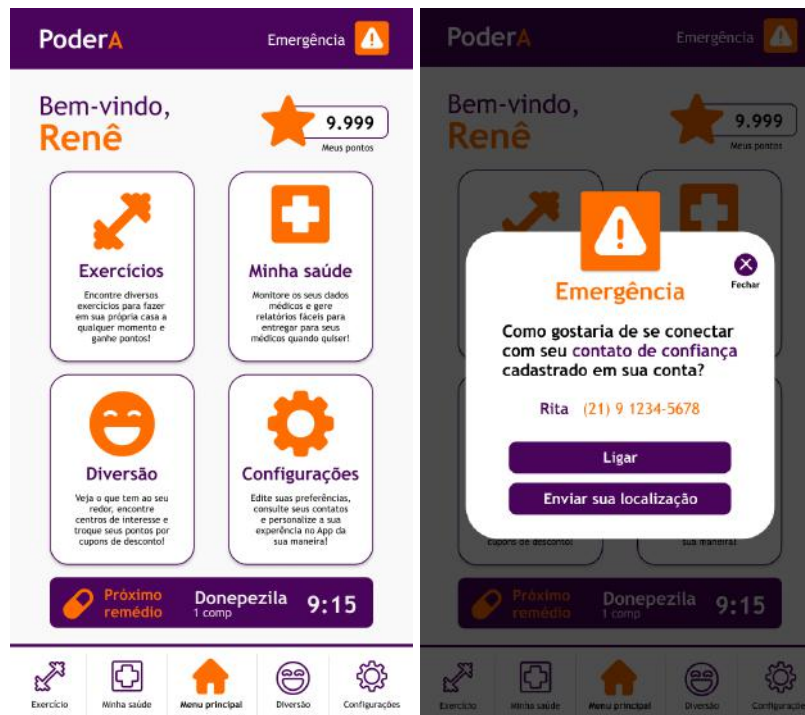 PoderA
Emergência
Bem-vindo,
Renê
9.999
Meus pontos
Exercícios
Encontre diversos
exercícios para fazer
em sua própria casa a
qualquer momento e
ganhe pontos!
Minha saúde
Monitore os seus dados
médicos e gere
relatórios fáceis para
entregar para seus
médicos quando quiser!
Diversão
Veja o que tem ao seu
redor, encontre
centros de interesse e
troque seus pontos por
cupons de desconto!
Configurações
Edite suas preferências,
consulte seus contatos
e personalize a sua
experência no App da
sua maneira!
Próximo
remédio
Donepezila
1 comp
9:15
Exercício
Minha saúde
Menu principal
Diversão
Configurações
PoderA
Emergência
Bem-vindo,
Renê
9.999
Meus pontos
Emergência
Fechar
Como gostaria de se conectar
com seu contato de confiança
cadastrado em sua conta?
Rita (21) 9 1234-5678
Ligar
Enviar sua localização
cupons de desconto!
sua maneira!
Próximo
remédio
Donepezila
1 comp
9:15
Exercício
Minha saúde
Menu principal
Diversão
Configuraçõe